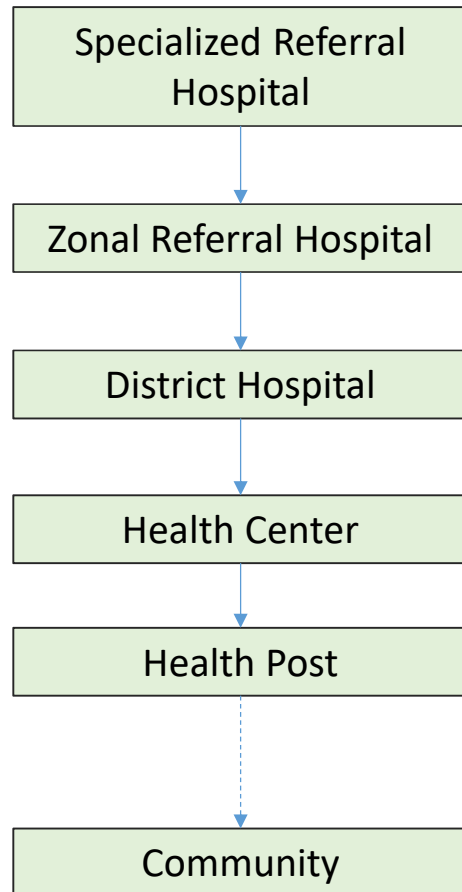 Specialized Referral
Hospital
Zonal Referral Hospital
District Hospital
Health Center
Health Post
Community